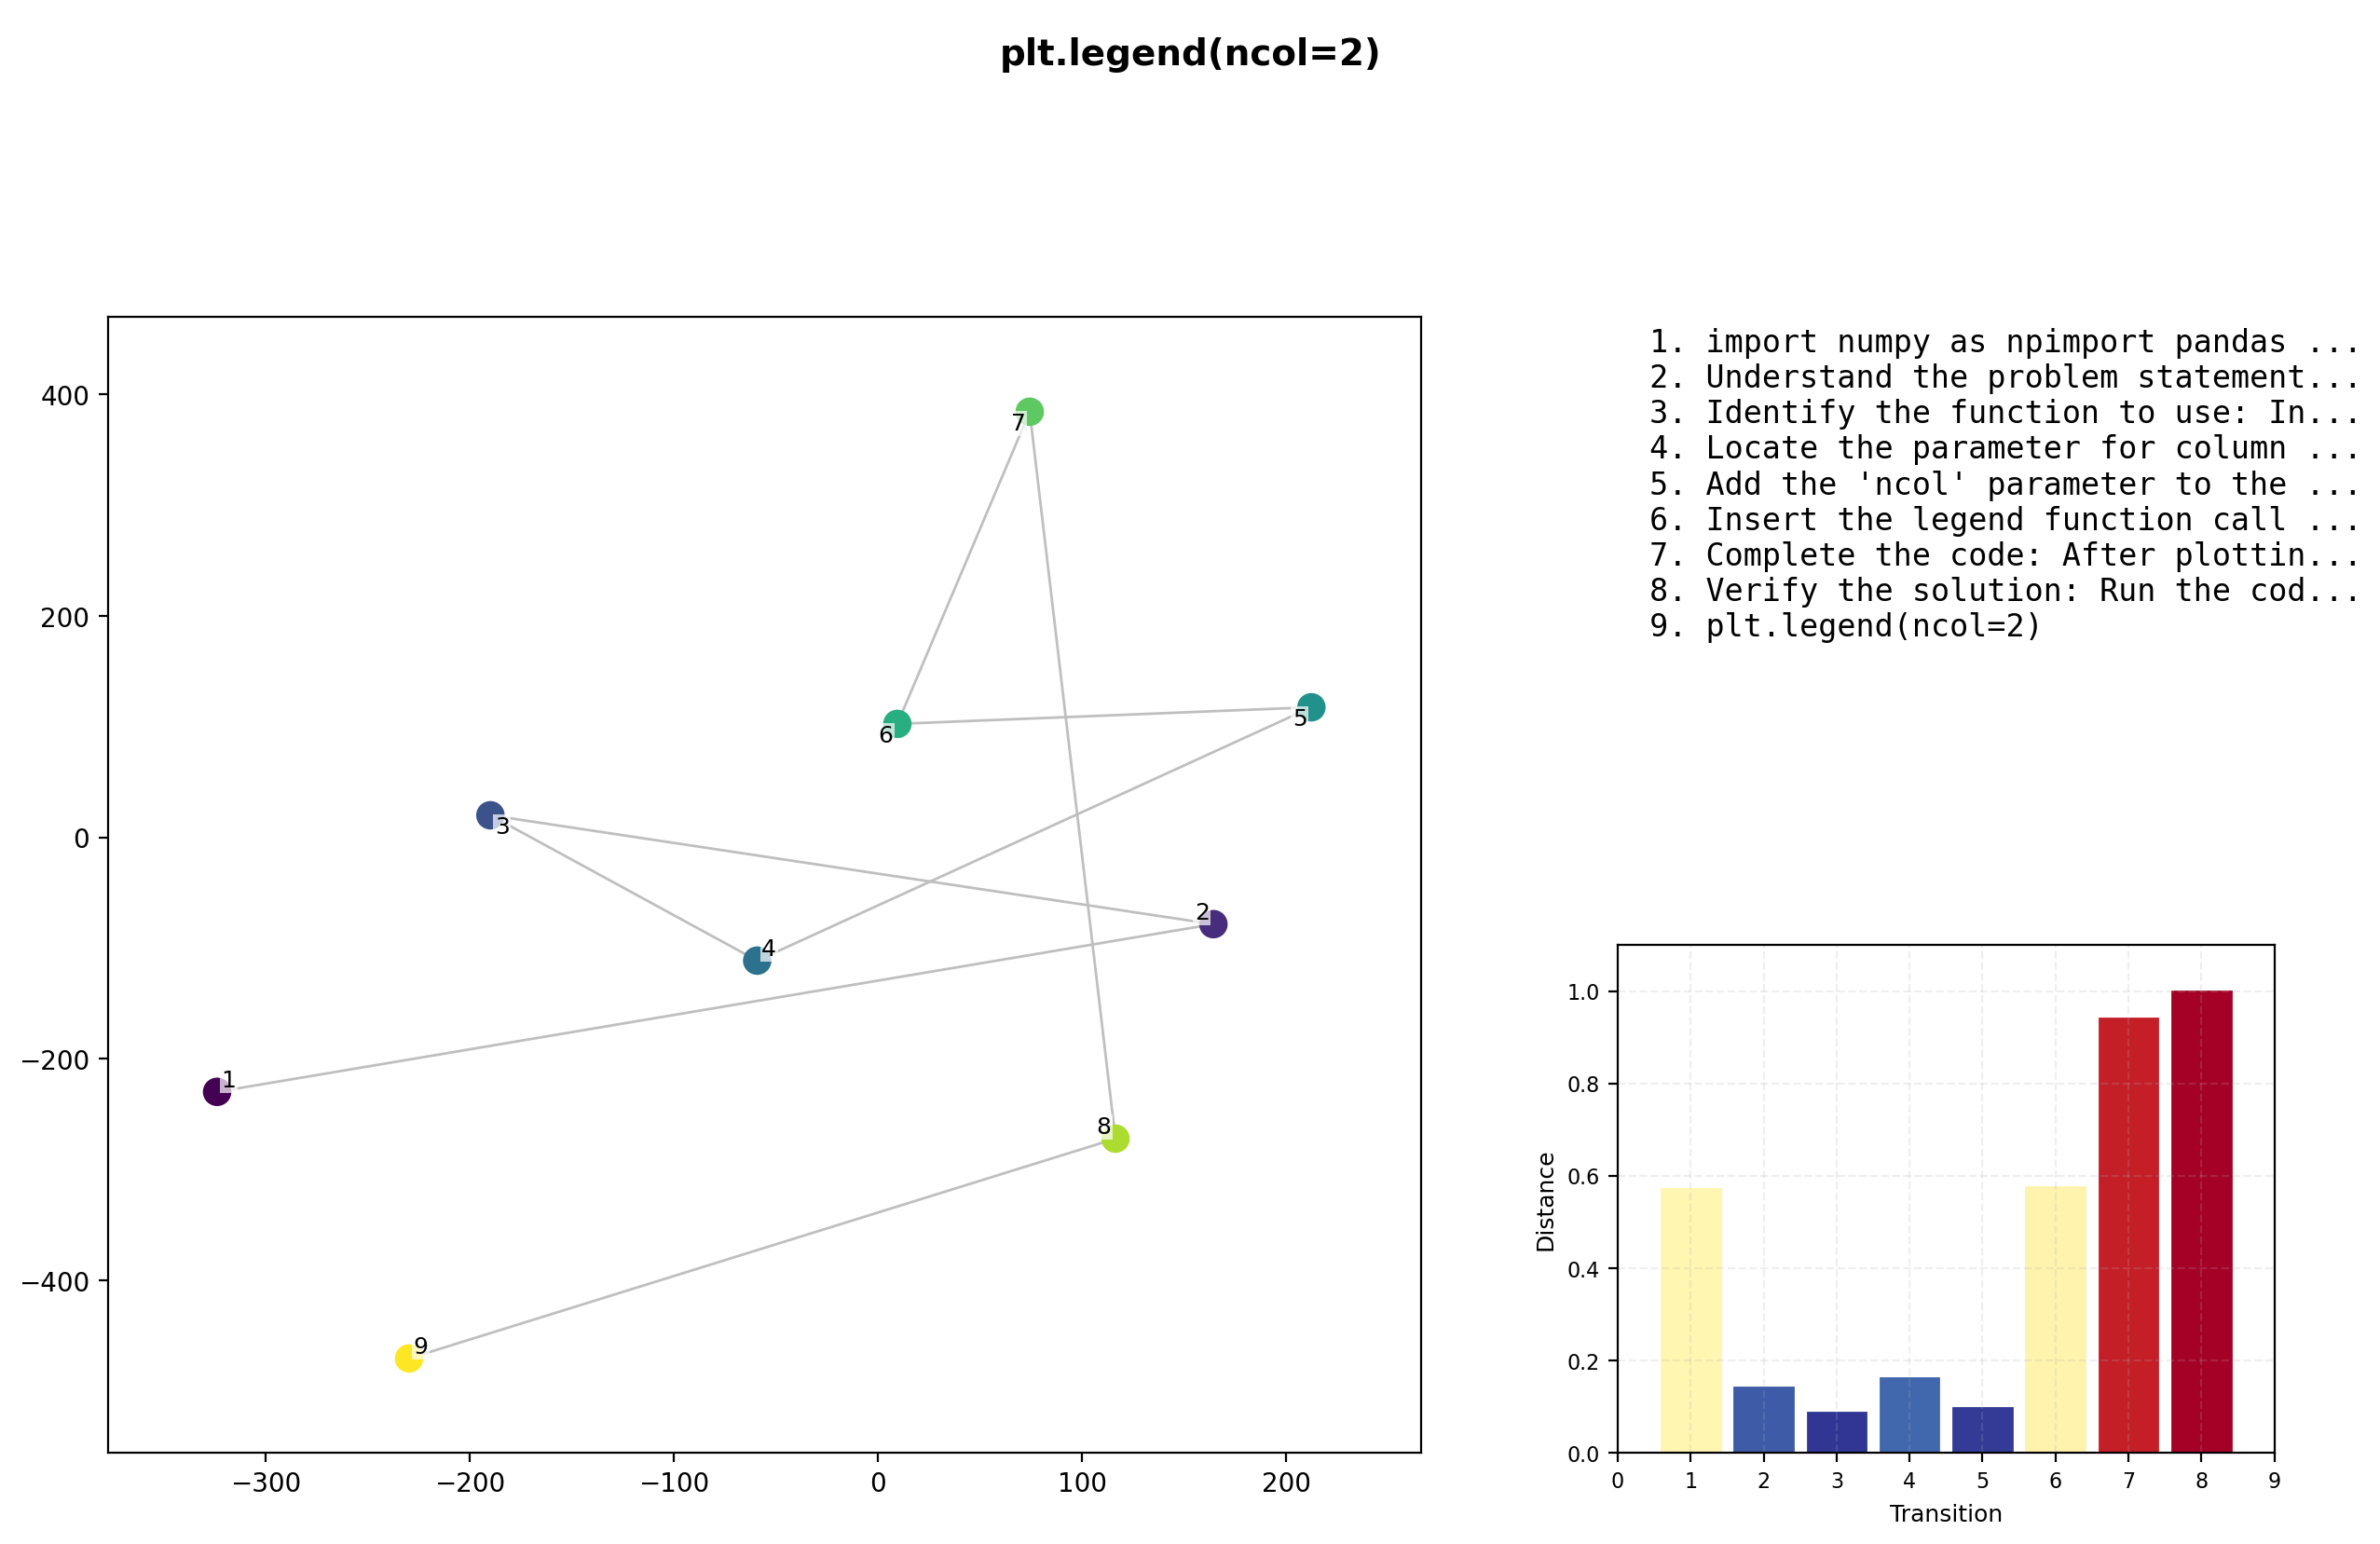 plt.legend(ncol=2)
400
200
0
−200
−400
−300
−200
−100
0
100
200
1
2
3
4
5
6
7
8
9
1. import numpy as npimport pandas ...
2. Understand the problem statement...
3. Identify the function to use: In...
4. Locate the parameter for column ...
5. Add the 'ncol' parameter to the ...
6. Insert the legend function call ...
7. Complete the code: After plottin...
8. Verify the solution: Run the cod...
9. plt.legend(ncol=2)
Distance
1.0
0.8
0.6
0.4
0.2
0.0
0 1 2 3 4 5 6 7 8 9
Transition